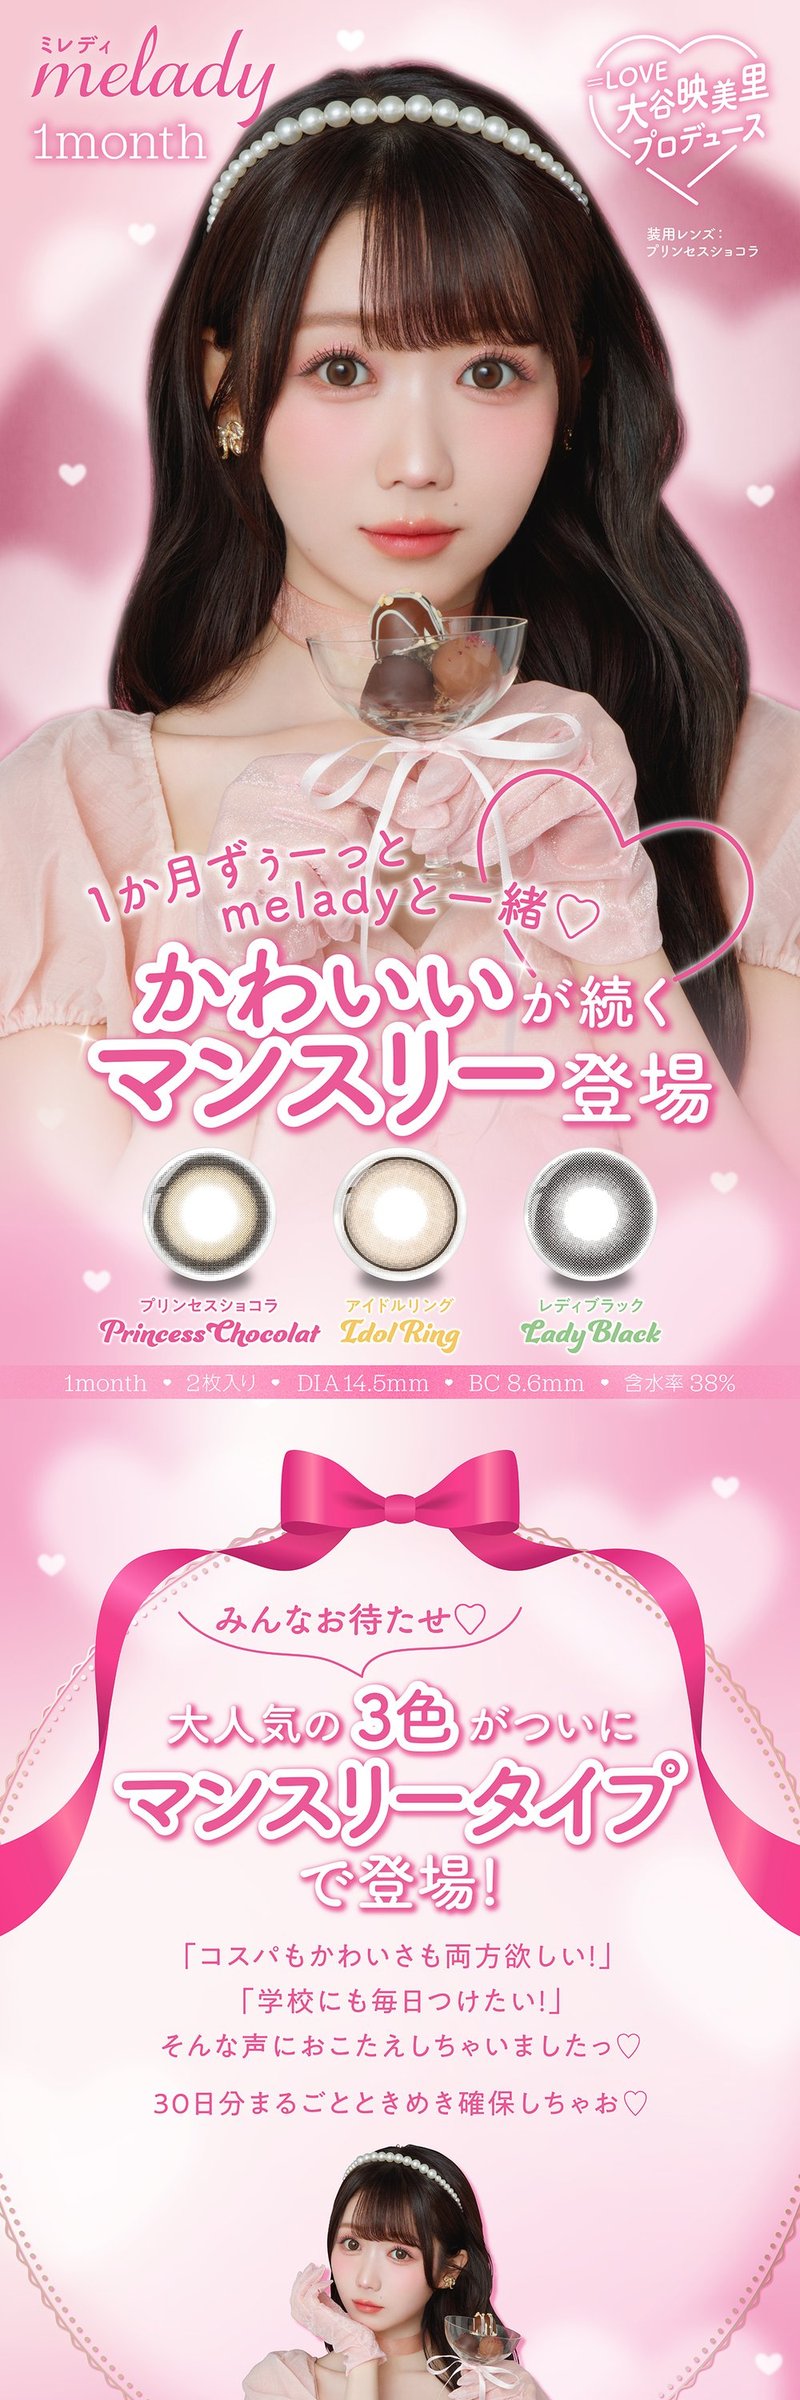 ミレディ
melady
1month
=LOVE
大谷映美里
プロデュース
装用レンズ：
プリンセスショコラ
1か月ずぅーっと
meladyと一緒♡
かわいいが続く
マンスリー登場
プリンセスショコラ
Princess Chocolat
アイドルリング
Idol Ring
レディブラック
Lady Black
1month ♥ 2枚入り ♥ DIA 14.5mm ♥ BC 8.6mm ♥ 含水率 38%
みんなお待たせ♡
大人気の3色がついに
マンスリータイプ
で登場!
「コスパもかわいさも両方欲しい!」
「学校にも毎日つけたい!」
そんな声におこたえしちゃいましたっ♡
30日分まるごとときめき確保しちゃお♡